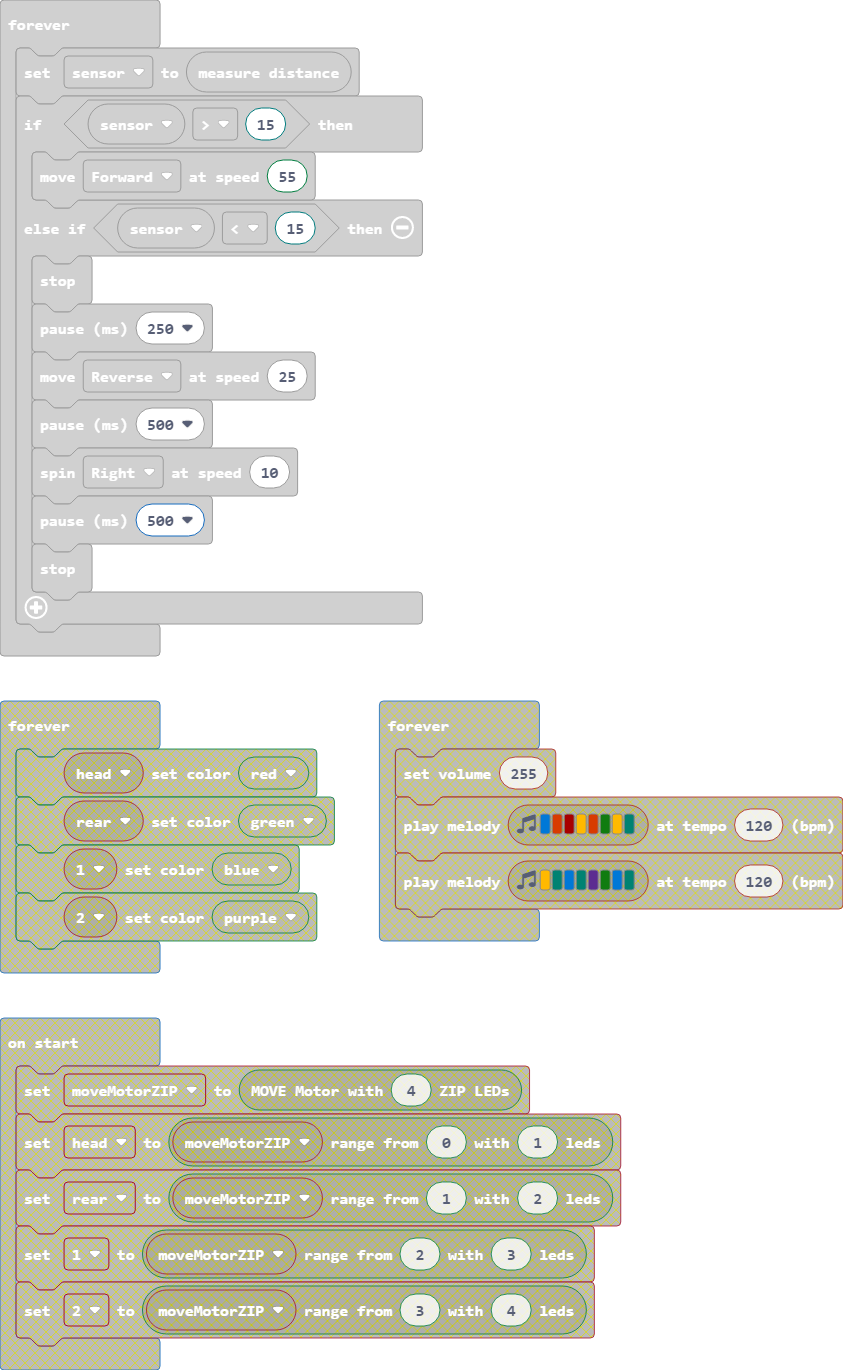 forever
set sensor to measure distance
if sensor > 15 then
move Forward at speed 55
else if sensor < 15 then
stop
pause (ms) 250
move Reverse at speed 25
pause (ms) 500
spin Right at speed 10
pause (ms) 500
stop
forever
head set color red
rear set color green
1 set color blue
2 set color purple
forever
set volume 255
play melody at tempo 120 (bpm)
play melody at tempo 120 (bpm)
on start
set moveMotorZIP to MOVE Motor with 4 ZIP LEDs
set head to moveMotorZIP range from 0 with 1 leds
set rear to moveMotorZIP range from 1 with 2 leds
set 1 to moveMotorZIP range from 2 with 3 leds
set 2 to moveMotorZIP range from 3 with 4 leds